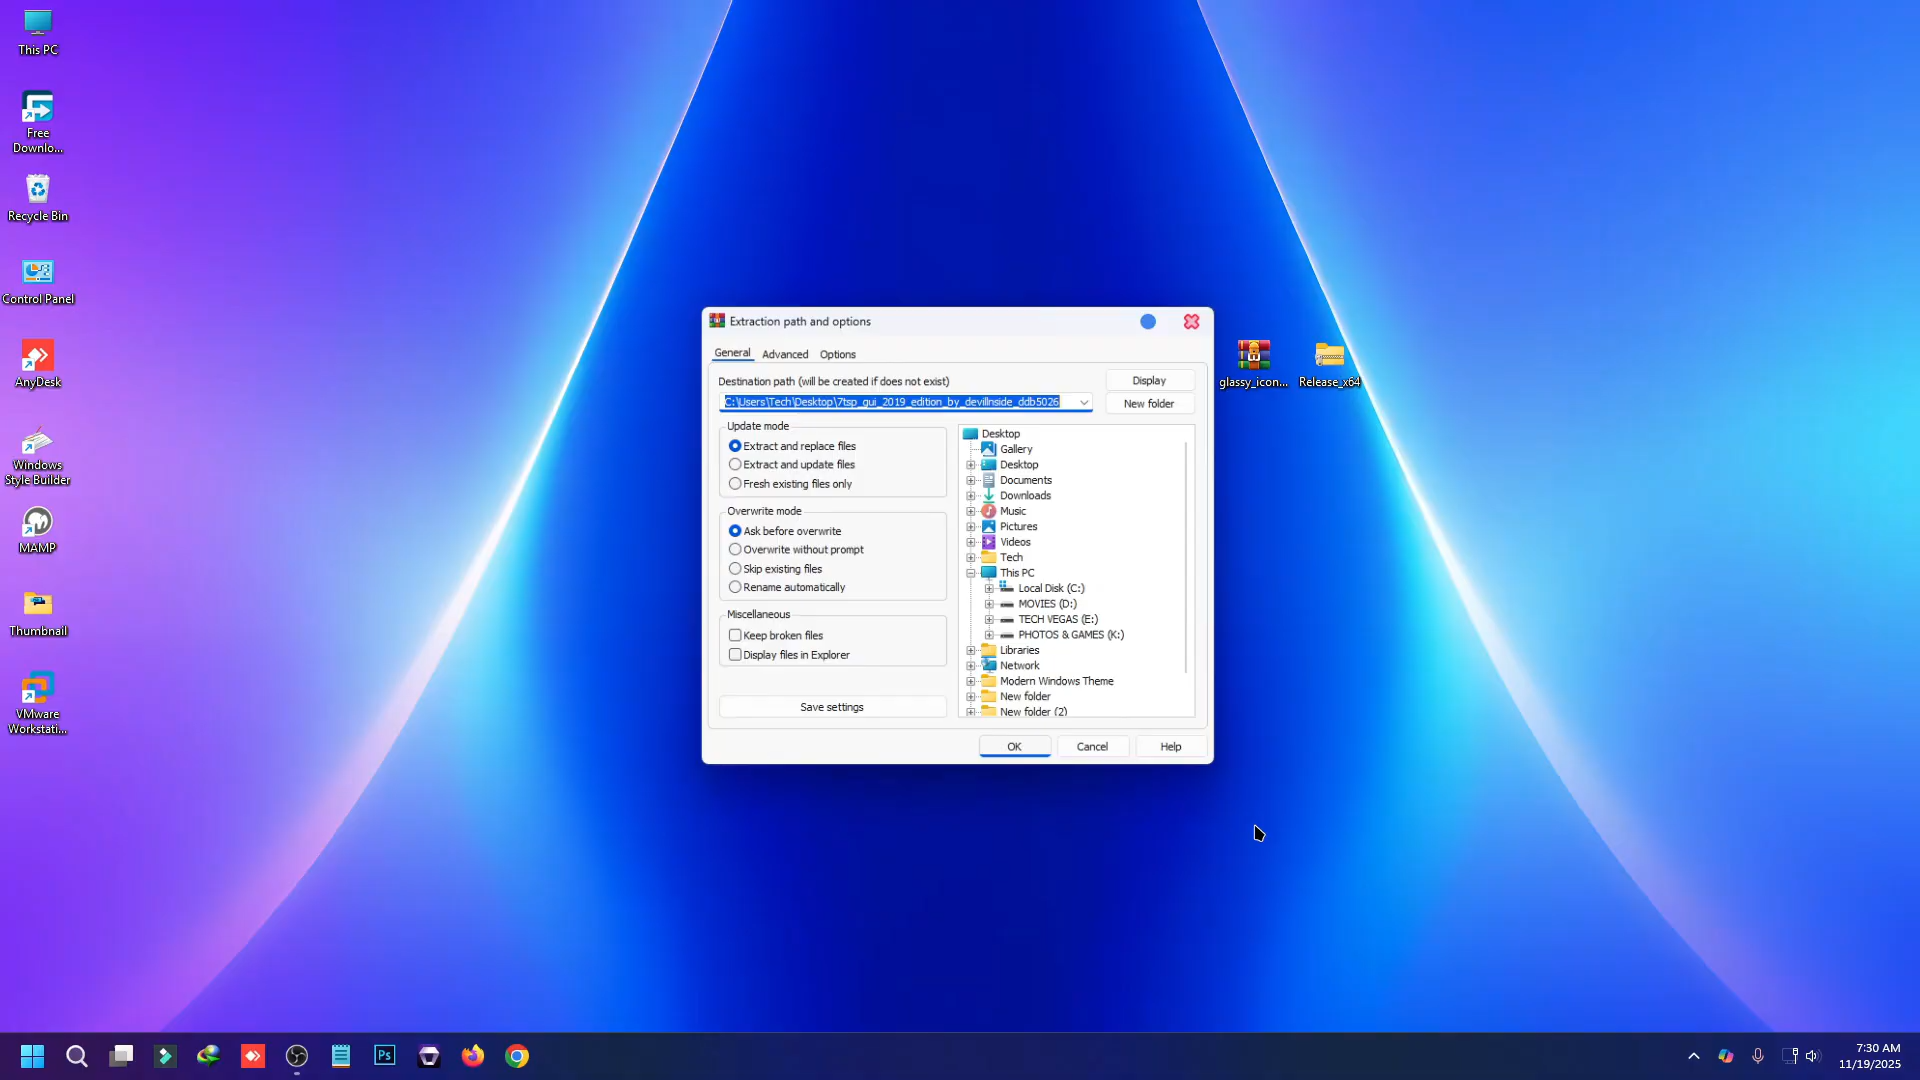 This PC
Free
Downlo...
Recycle Bin
Control Panel
AnyDesk
Windows
Style Builder
MAMP
Thumbnail
VMware
Workstati...
Extraction path and options
General Advanced Options
Destination path (will be created if does not exist)
Display
C:\Users\Tech\Desktop\7tsp_gui_2019_edition_by_devillnside_ddb5026
New folder
Update mode
Extract and replace files
Extract and update files
Fresh existing files only
Overwrite mode
Ask before overwrite
Overwrite without prompt
Skip existing files
Rename automatically
Miscellaneous
Keep broken files
Display files in Explorer
Save settings
Desktop
Gallery
Desktop
Documents
Downloads
Music
Pictures
Videos
Tech
This PC
Local Disk (C:)
MOVIES (D:)
TECH VEGAS (E:)
PHOTOS & GAMES (K:)
Libraries
Network
Modern Windows Theme
New folder
New folder (2)
OK Cancel Help
glassy_icon...
Release_x64
Ps
7:30 AM
11/19/2025